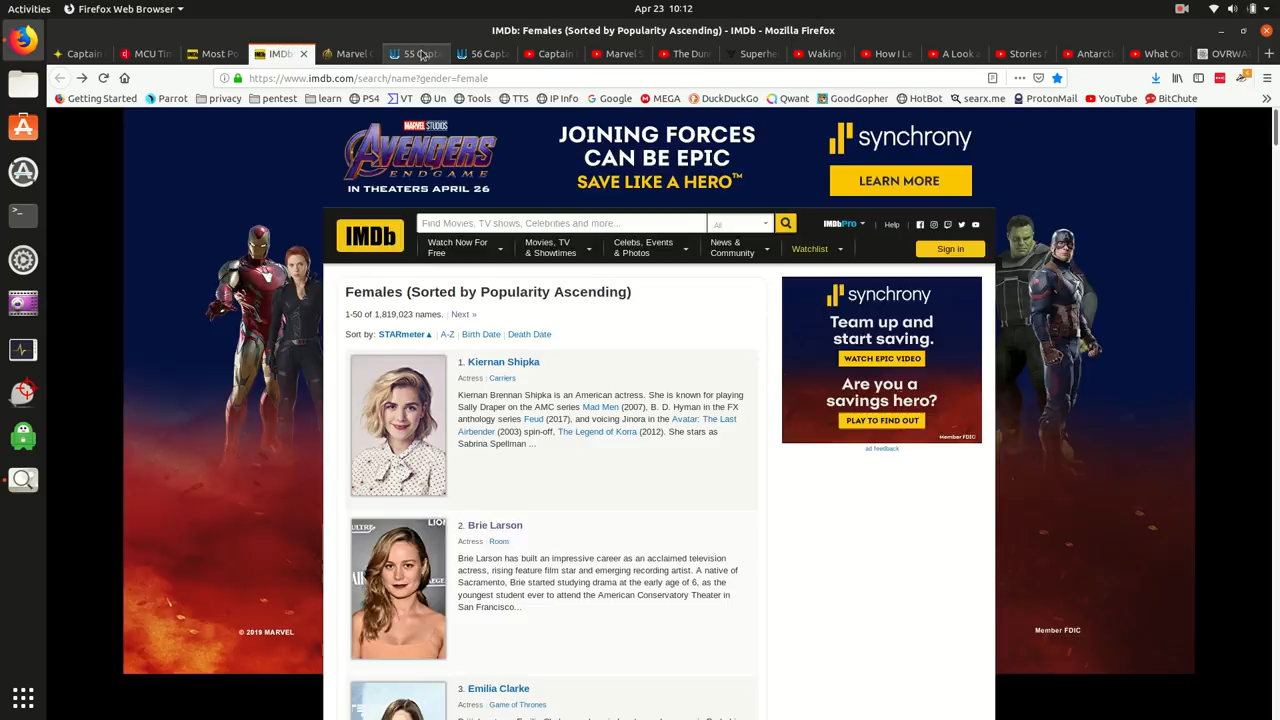 Activities
Firefox Web Browser
Apr 23 10:12
IMDb: Females (Sorted by Popularity Ascending) - IMDb - Mozilla Firefox
Captain
MCU Tim
Most Po
IMDb:
Marvel C
55 Capta
56 Capta
Captain
Marvel S
The Dur
Superhe
Waking
How I Le
A Look a
Stories
Antarcti
What On
OVRWA
https://www.imdb.com/search/name?gender=female
Getting Started
Parrot
privacy
pentest
learn
PS4
VT
Un
Tools
TTS
IP Info
Google
MEGA
DuckDuckGo
Qwant
GoodGopher
HotBot
searx.me
ProtonMail
YouTube
BitChute
MARVEL STUDIOS
AVENGERS
ENDGAME
IN THEATERS APRIL 26
JOINING FORCES
CAN BE EPIC
SAVE LIKE A HERO™
synchrony
LEARN MORE
IMDb
Find Movies, TV shows, Celebrities and more...
All
IMDbPro
Help
Watch Now For
Free
Movies, TV
& Showtimes
Celebs, Events
& Photos
News &
Community
Watchlist
Sign in
Females (Sorted by Popularity Ascending)
1-50 of 1,819,023 names. | Next »
Sort by: STARmeter▲ | A-Z | Birth Date | Death Date
1. Kiernan Shipka
Actress | Carriers
Kiernan Brennan Shipka is an American actress. She is known for playing
Sally Draper on the AMC series Mad Men (2007), B. D. Hyman in the FX
anthology series Feud (2017), and voicing Jinora in the Avatar: The Last
Airbender (2003) spin-off, The Legend of Korra (2012). She stars as
Sabrina Spellman ...
2. Brie Larson
Actress | Room
Brie Larson has built an impressive career as an acclaimed television
actress, rising feature film star and emerging recording artist. A native of
Sacramento, Brie started studying drama at the early age of 6, as the
youngest student ever to attend the American Conservatory Theater in
San Francisco...
3. Emilia Clarke
Actress | Game of Thrones
synchrony
Team up and
start saving.
WATCH EPIC VIDEO
Are you a
savings hero?
PLAY TO FIND OUT
Member FDIC
ad feedback
© 2019 MARVEL
Member FDIC